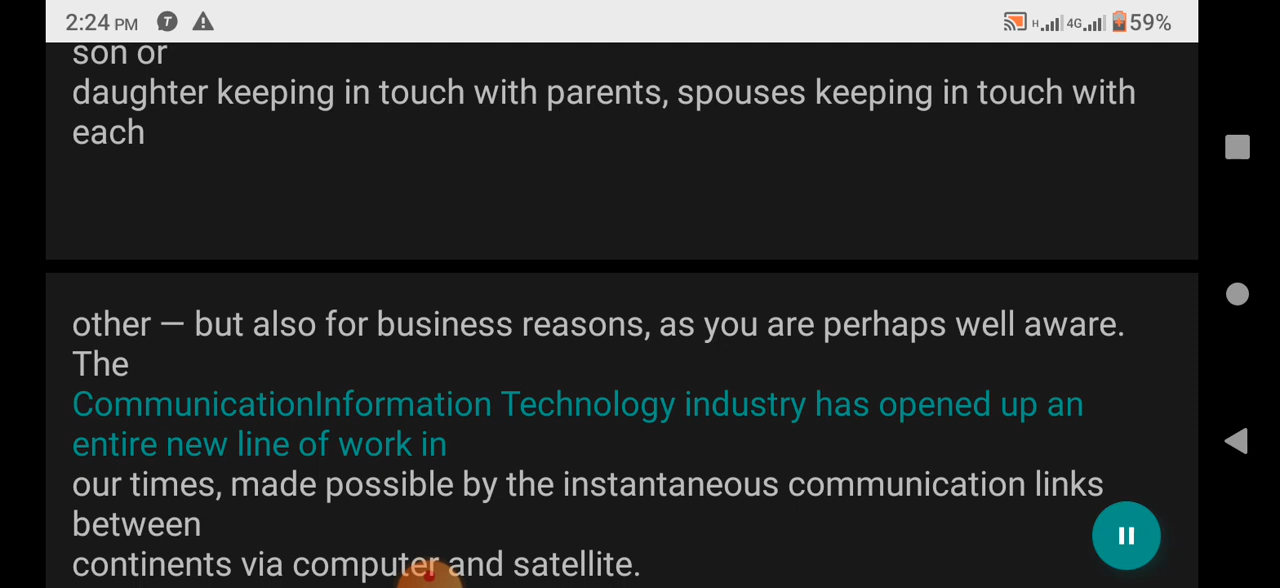 2:24 PM
H 4G 59%
son or
daughter keeping in touch with parents, spouses keeping in touch with
each
other — but also for business reasons, as you are perhaps well aware.
The
CommunicationInformation Technology industry has opened up an
entire new line of work in
our times, made possible by the instantaneous communication links
between
continents via computer and satellite.